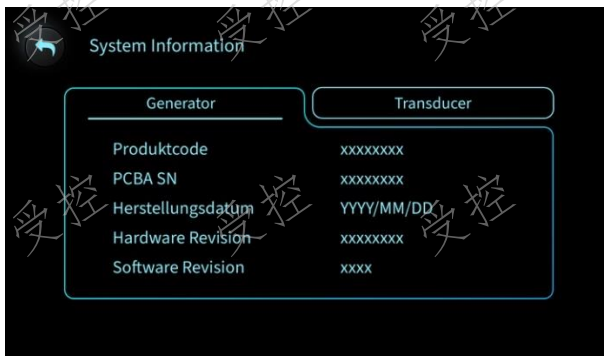 受控 受控 受控
System Information
Generator Transducer
Produktcode xxxxxxxx
PCBA SN xxxxxxxx
受控 受控 受控
Herstellungsdatum YYYY/MM/DD
Hardware Revision xxxxxxxx
Software Revision xxxx